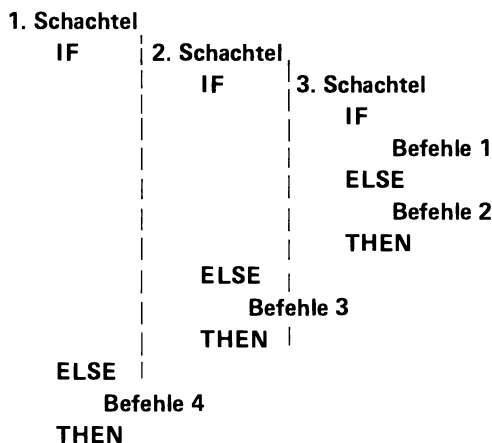 1. Schachtel
IF
2. Schachtel
IF
3. Schachtel
IF
Befehle 1
ELSE
Befehle 2
THEN
ELSE
Befehle 3
THEN
ELSE
Befehle 4
THEN